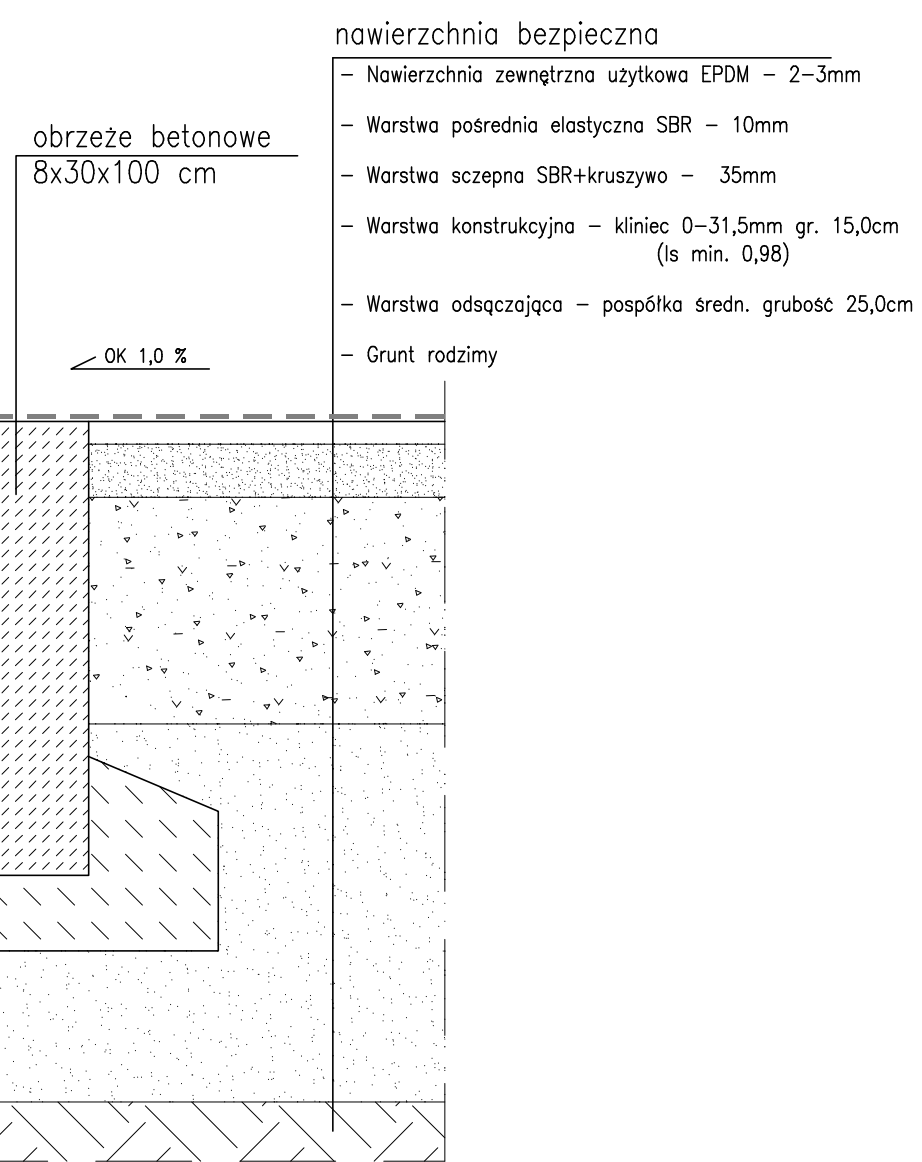 nawierzchnia bezpieczna
– Nawierzchnia zewnętrzna użytkowa EPDM – 2–3mm
– Warstwa pośrednia elastyczna SBR – 10mm
– Warstwa sczepna SBR+kruszywo – 35mm
– Warstwa konstrukcyjna – kliniec 0–31,5mm gr. 15,0cm
(Is min. 0,98)
– Warstwa odsączająca – pospółka średn. grubość 25,0cm
– Grunt rodzimy
obrzeże betonowe
8x30x100 cm
OK 1,0 %